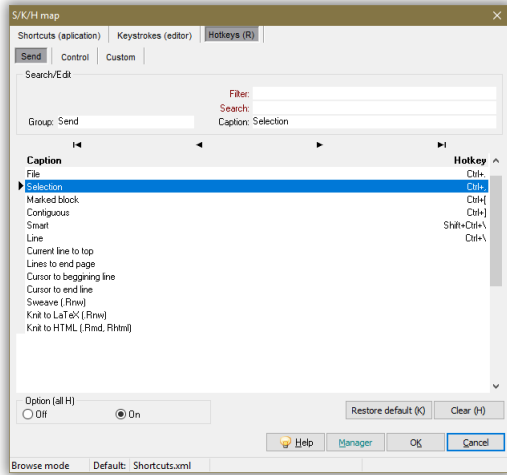 S/K/H map
Shortcuts (aplication) Keystrokes (editor) Hotkeys (R)
Send Control Custom
Search/Edit
Filter:
Search:
Group: Send Caption: Selection
Caption Hotkey
File Ctrl+.
Selection Ctrl+,
Marked block Ctrl+[
Contiguous Ctrl+]
Smart Shift+Ctrl+\
Line Ctrl+\
Current line to top
Lines to end page
Cursor to beggining line
Cursor to end line
Sweave (.Rnw)
Knit to LaTeX (.Rnw)
Knit to HTML (.Rmd, Rhtml)
Option (all H)
Off On
Restore default (K) Clear (H)
Help Manager OK Cancel
Browse mode Default: Shortcuts.xml